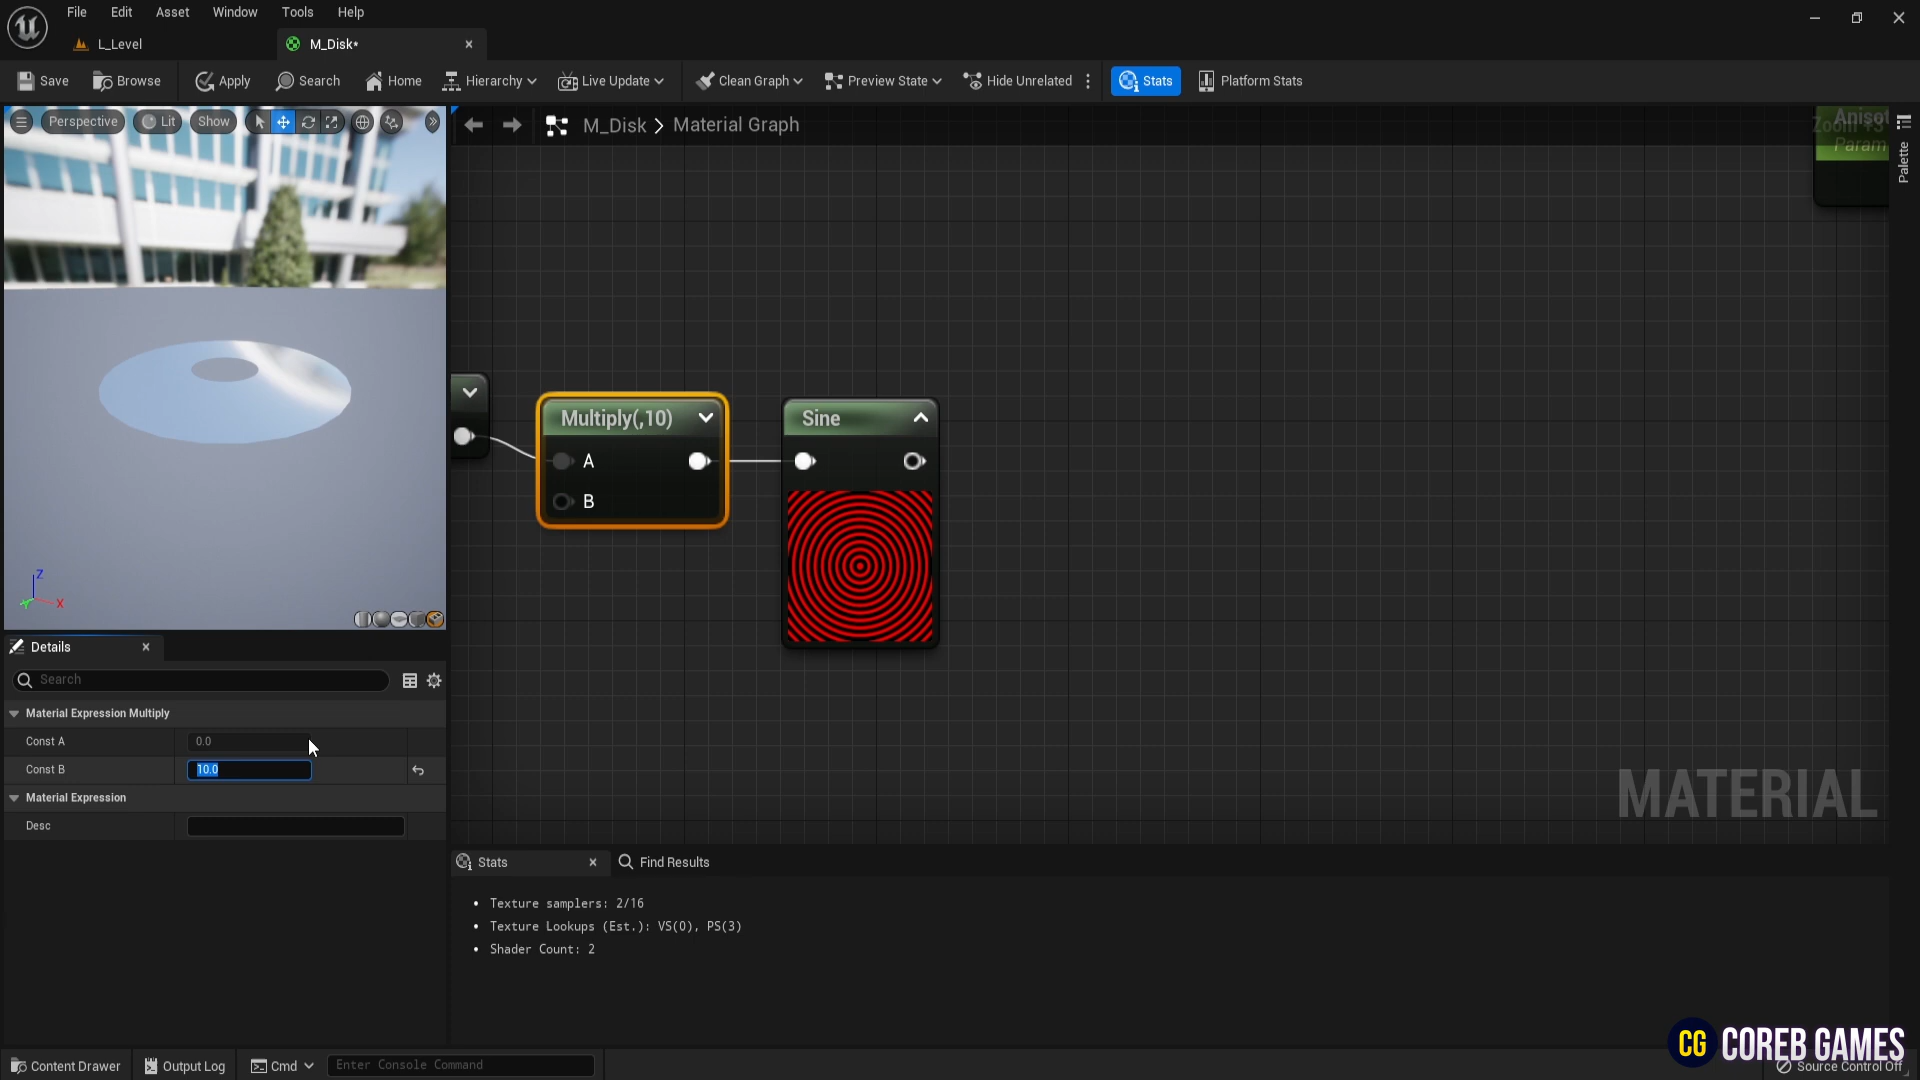 File Edit Asset Window Tools Help
L_Level
M_Disk*
Save Browse Apply Search Home Hierarchy Live Update Clean Graph Preview State Hide Unrelated Stats Platform Stats
Perspective Lit Show
M_Disk > Material Graph
Zoom +3
Anisot
Param
Palette
Multiply(,10)
A
B
Sine
Z
X
Details
Search
Material Expression Multiply
Const A 0.0
Const B 10.0
Material Expression
Desc
MATERIAL
Stats Find Results
• Texture samplers: 2/16
• Texture Lookups (Est.): VS(0), PS(3)
• Shader Count: 2
CG COREB GAMES
Content Drawer Output Log Cmd Enter Console Command Source Control Off